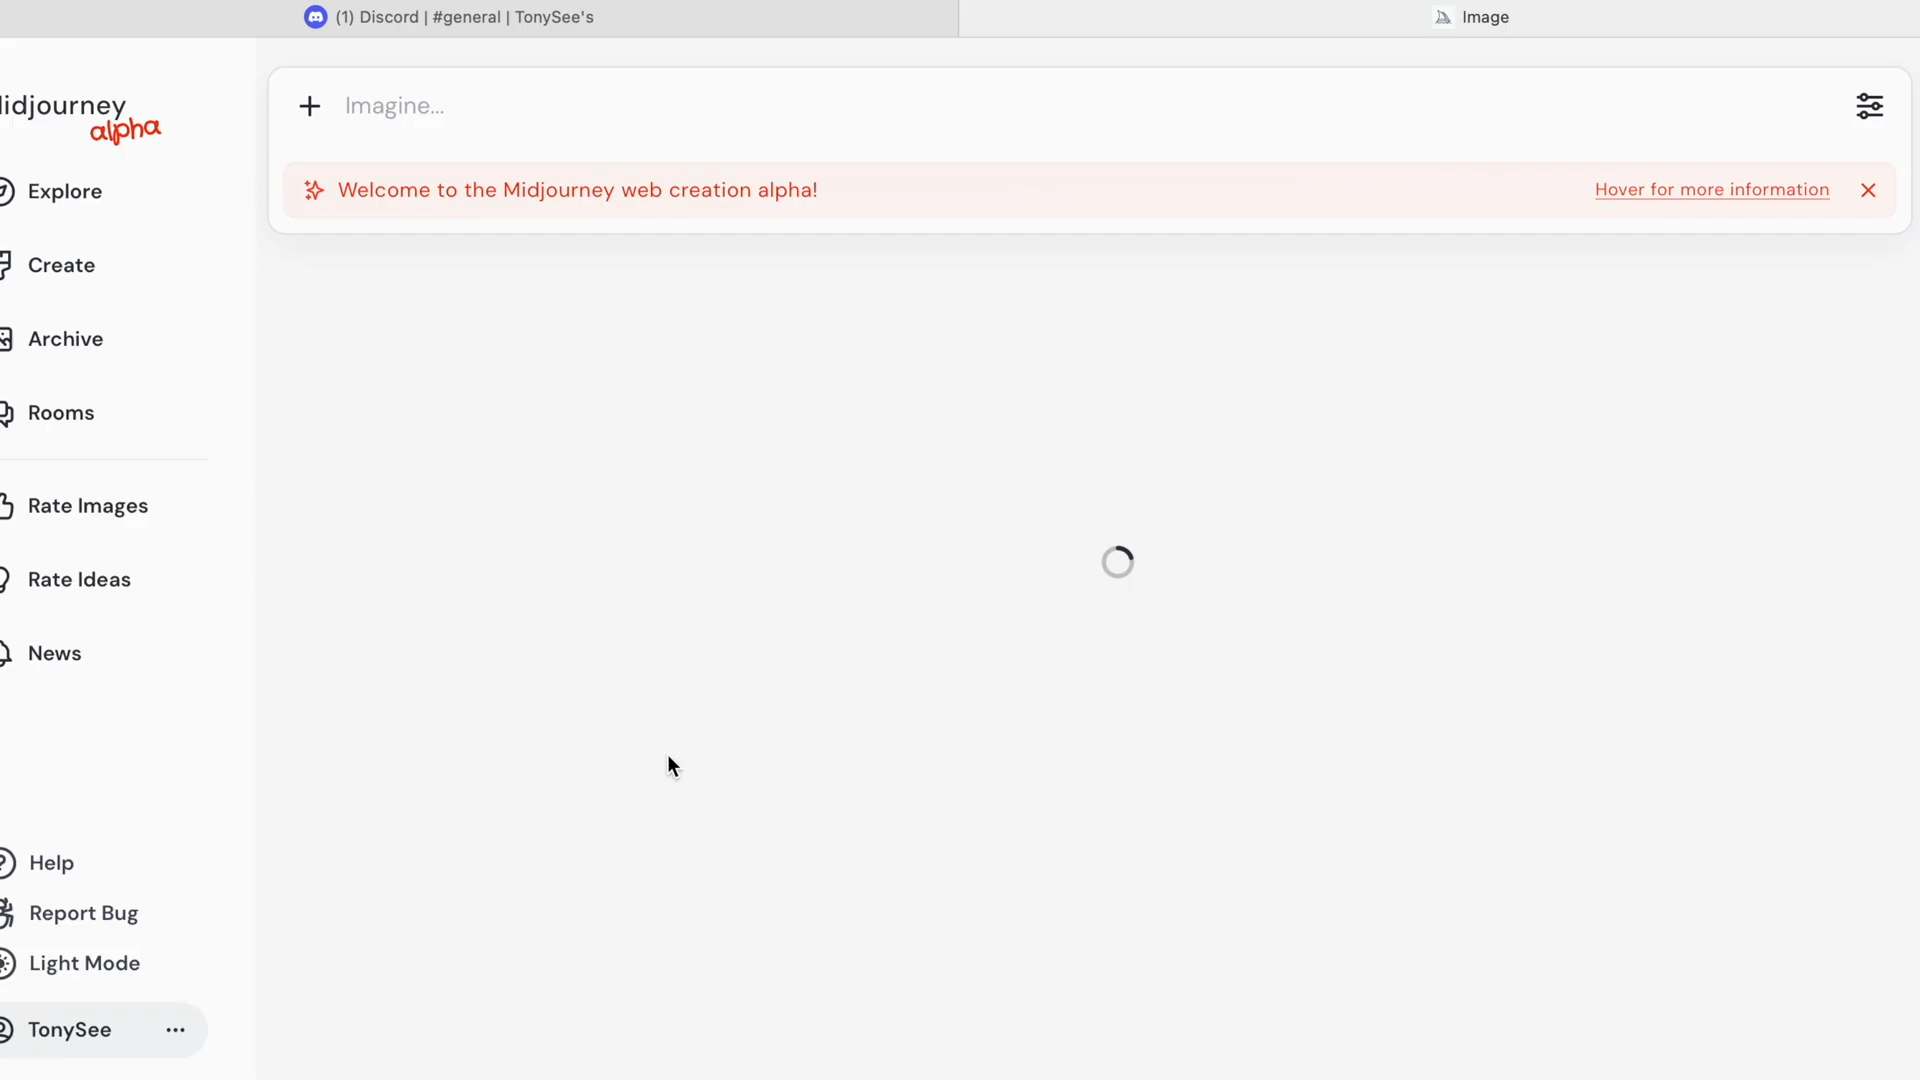 (1) Discord | #general | TonySee's
Image
idjourney
alpha
Imagine...
Welcome to the Midjourney web creation alpha!
Hover for more information
Explore
Create
Archive
Rooms
Rate Images
Rate Ideas
News
Help
Report Bug
Light Mode
TonySee